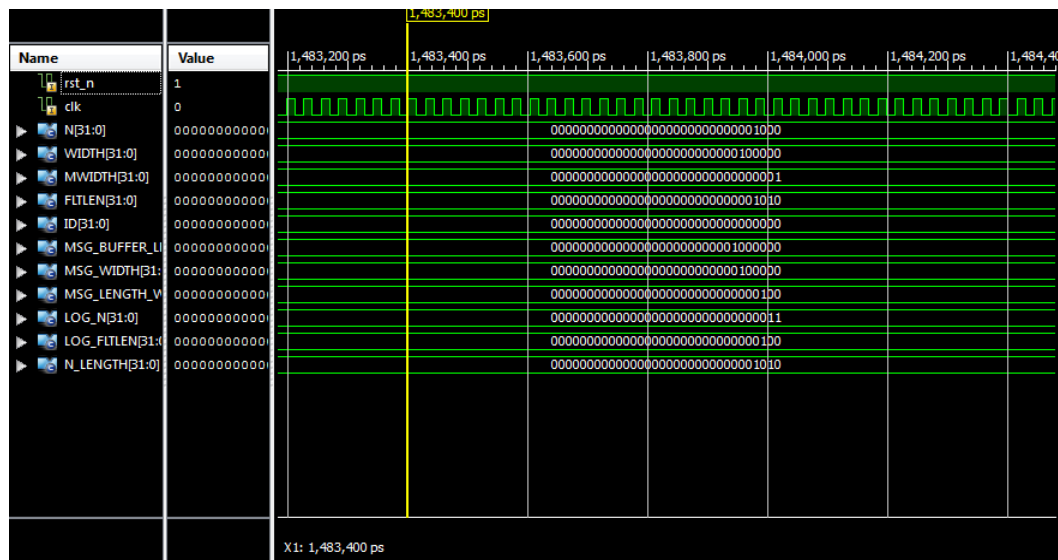 1,483,400 ps
Name Value
1,483,200 ps 1,483,400 ps 1,483,600 ps 1,483,800 ps 1,484,000 ps 1,484,200 ps 1,484,40
rst_n 1
clk 0
N[31:0] 000000000000 00000000000000000000000000001000
WIDTH[31:0] 000000000000 00000000000000000000000000100000
MWIDTH[31:0] 000000000000 00000000000000000000000000000001
FLTLEN[31:0] 000000000000 00000000000000000000000000001010
ID[31:0] 000000000000 00000000000000000000000000000000
MSG_BUFFER_LI 000000000000 00000000000000000000000001000000
MSG_WIDTH[31: 000000000000 00000000000000000000000000100000
MSG_LENGTH_W 000000000000 00000000000000000000000000000100
LOG_N[31:0] 000000000000 00000000000000000000000000000011
LOG_FLTLEN[31:0 000000000000 00000000000000000000000000000100
N_LENGTH[31:0] 000000000000 00000000000000000000000000001010
X1: 1,483,400 ps